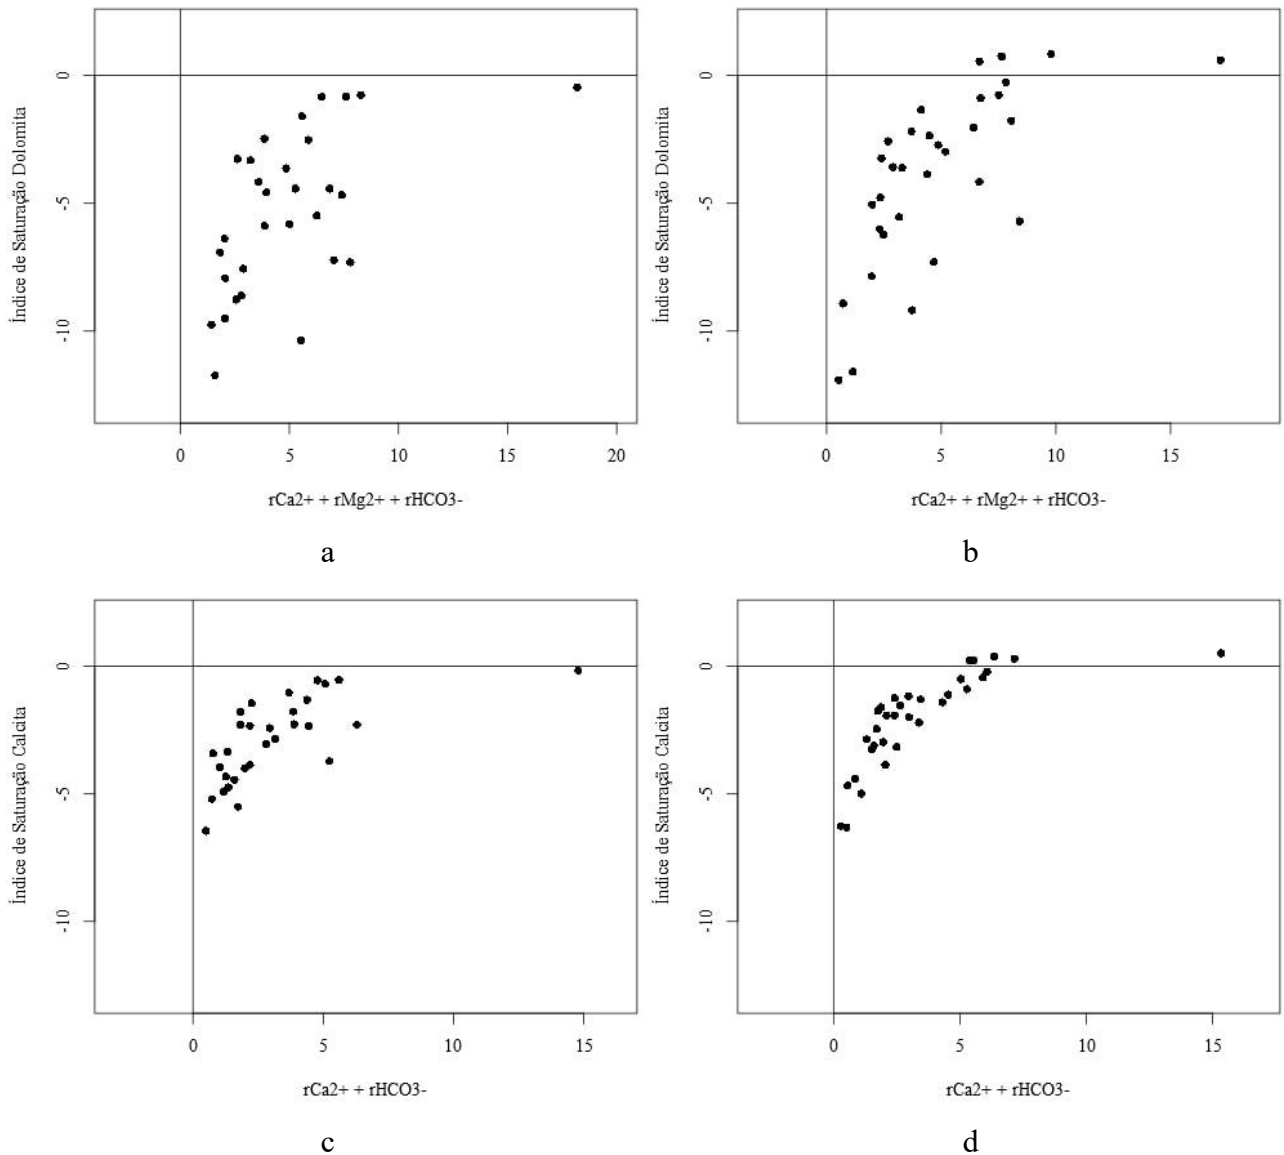 Índice de Saturação Dolomita
0
-5
-10
0 5 10 15 20
rCa2+ + rMg2+ + rHCO3-
a
Índice de Saturação Dolomita
0
-5
-10
0 5 10 15
rCa2+ + rMg2+ + rHCO3-
b
Índice de Saturação Calcita
0
-5
-10
0 5 10 15
rCa2+ + rHCO3-
c
Índice de Saturação Calcita
0
-5
-10
0 5 10 15
rCa2+ + rHCO3-
d